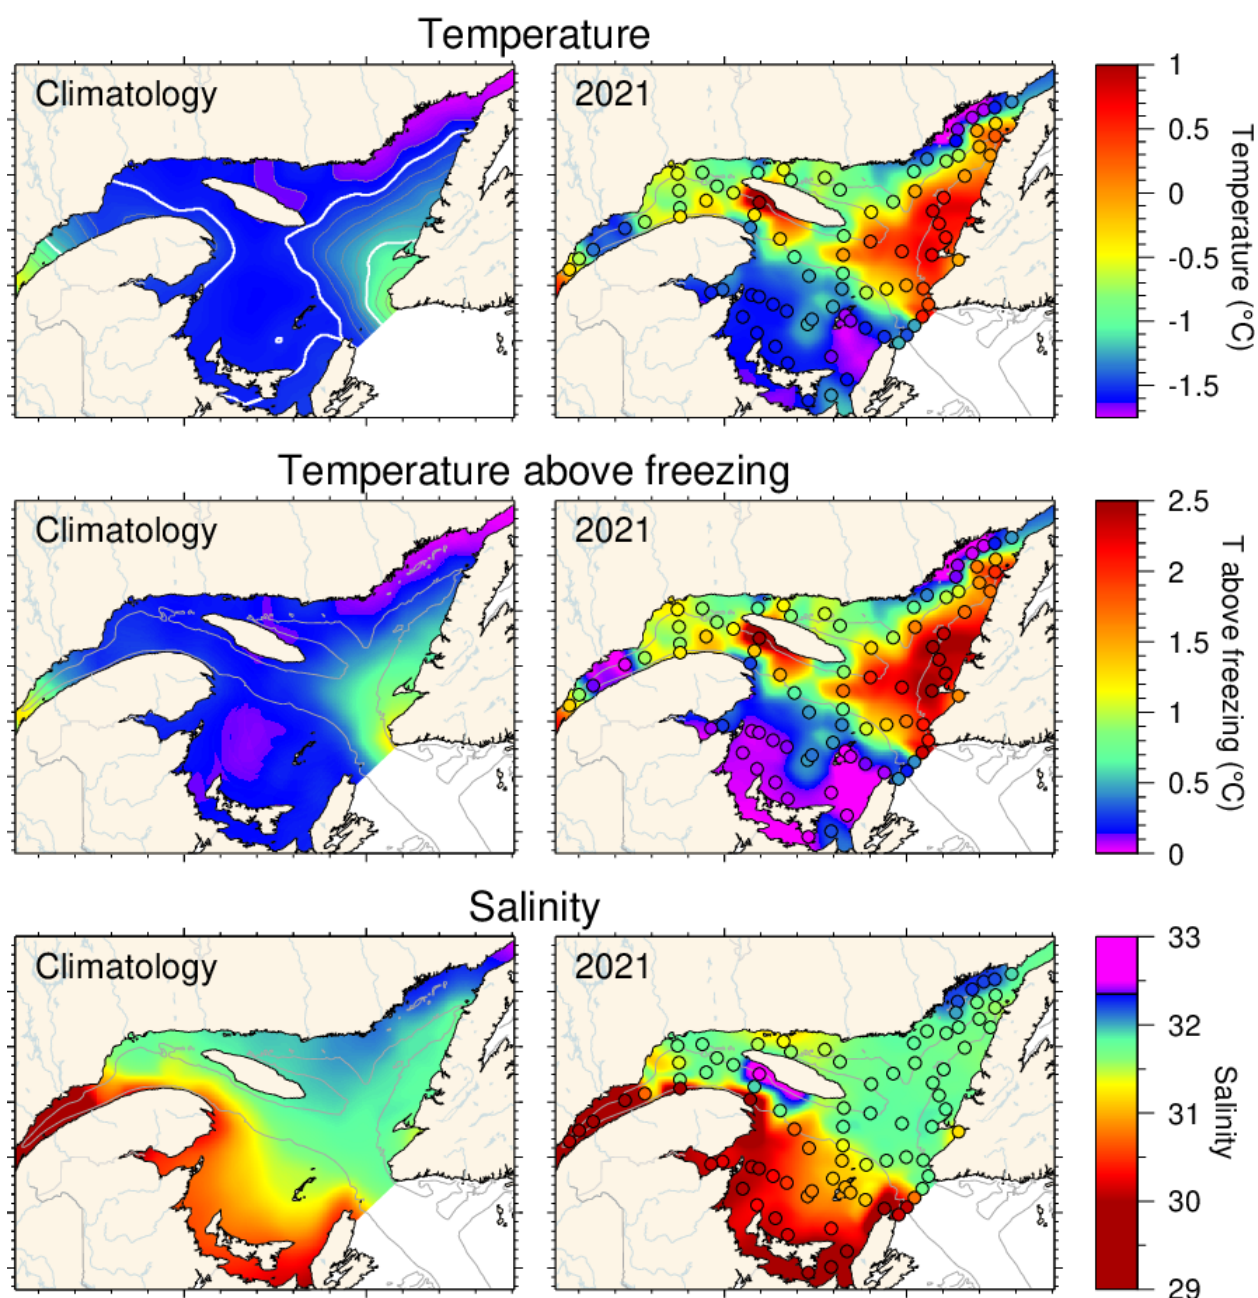 Temperature
Climatology
2021
1
0.5
0
-0.5
-1
-1.5
Temperature (°C)
Temperature above freezing
Climatology
2021
2.5
2
1.5
1
0.5
0
T above freezing (°C)
Salinity
Climatology
2021
33
32
31
30
29
Salinity